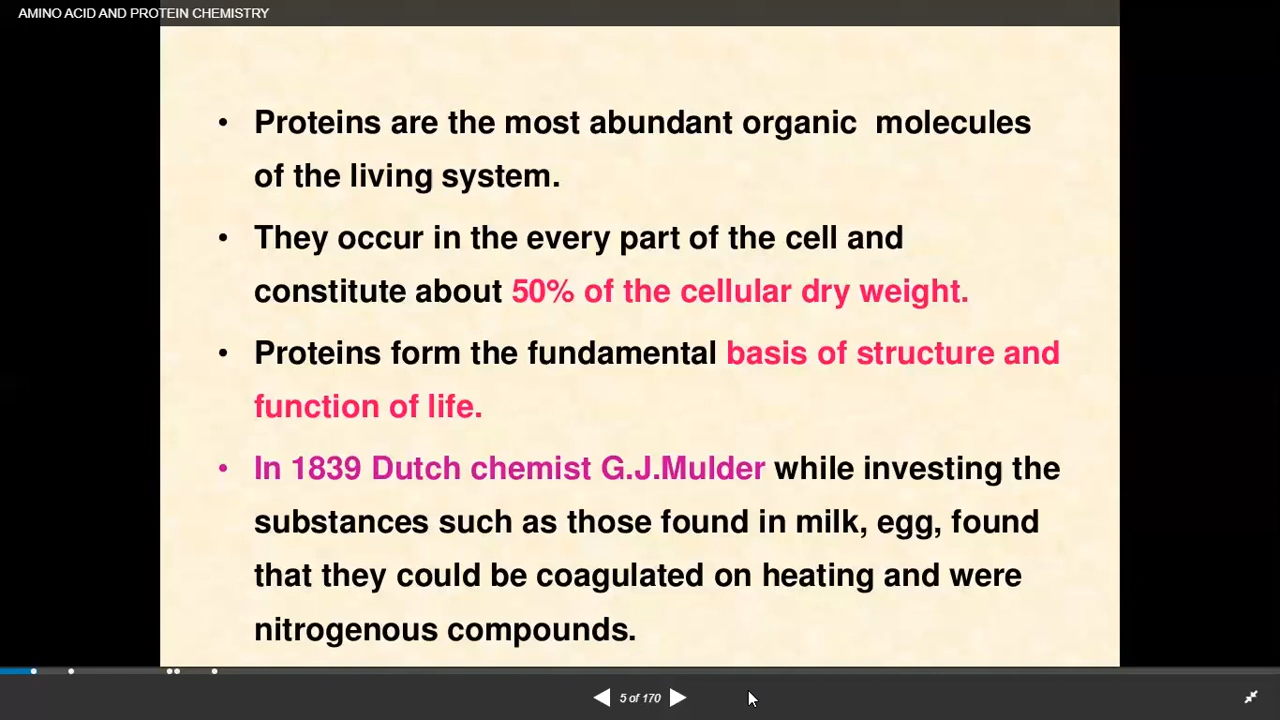 AMINO ACID AND PROTEIN CHEMISTRY
• Proteins are the most abundant organic molecules
of the living system.
• They occur in the every part of the cell and
constitute about 50% of the cellular dry weight.
• Proteins form the fundamental basis of structure and
function of life.
• In 1839 Dutch chemist G.J.Mulder while investing the
substances such as those found in milk, egg, found
that they could be coagulated on heating and were
nitrogenous compounds.
5 of 170